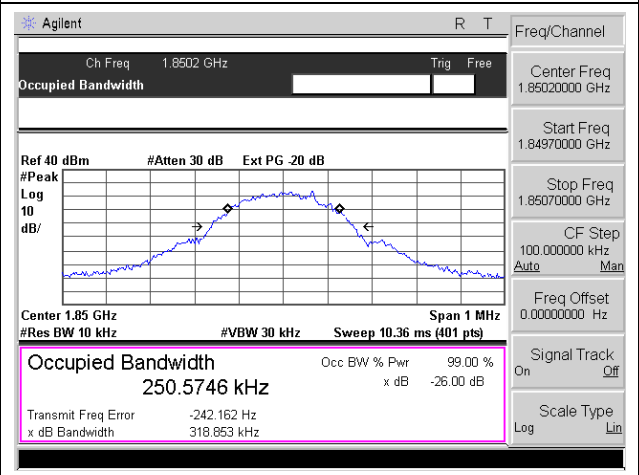 Agilent R T
Ch Freq 1.8502 GHz Trig Free
Occupied Bandwidth
Ref 40 dBm #Atten 30 dB Ext PG -20 dB
#Peak
Log
10
dB/
Center 1.85 GHz Span 1 MHz
#Res BW 10 kHz #VBW 30 kHz Sweep 10.36 ms (401 pts)
Occupied Bandwidth Occ BW % Pwr 99.00 %
250.5746 kHz x dB -26.00 dB
Transmit Freq Error -242.162 Hz
x dB Bandwidth 318.853 kHz
Freq/Channel
Center Freq
1.85020000 GHz
Start Freq
1.84970000 GHz
Stop Freq
1.85070000 GHz
CF Step
100.000000 kHz
Auto Man
Freq Offset
0.00000000 Hz
Signal Track
On Off
Scale Type
Log Lin